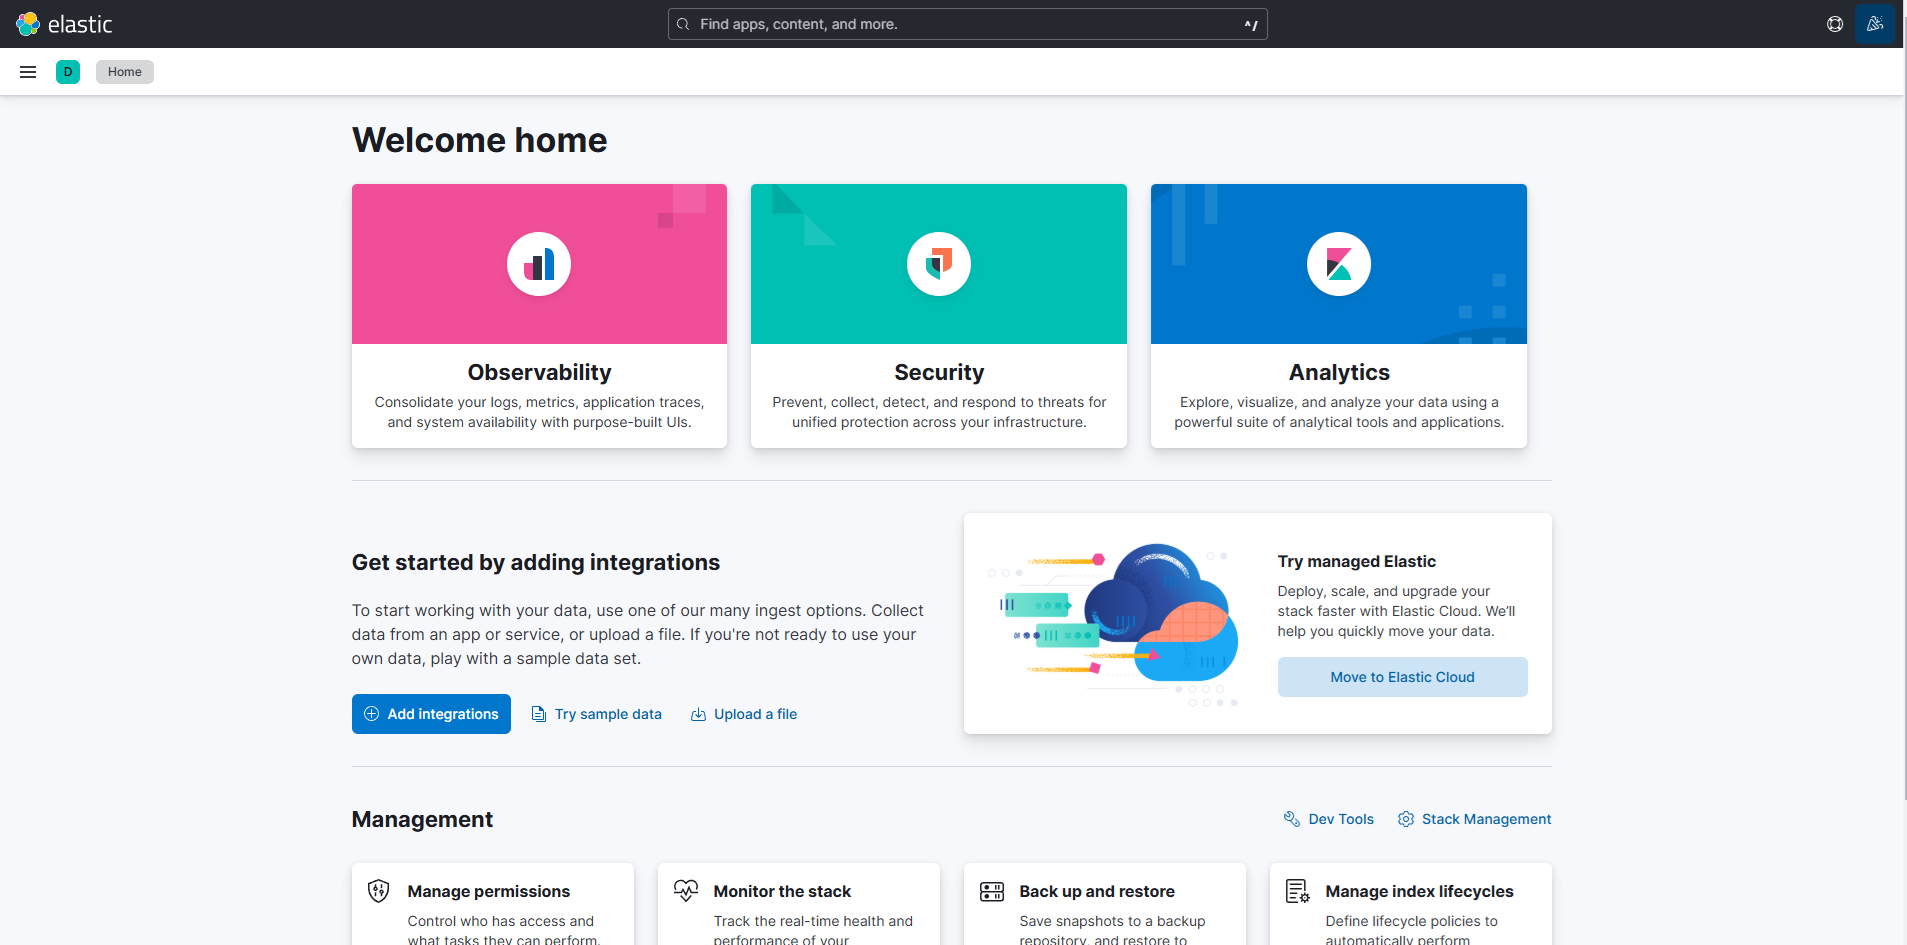 elastic
Find apps, content, and more.
^/
D
Home
Welcome home
Observability
Consolidate your logs, metrics, application traces,
and system availability with purpose-built UIs.
Security
Prevent, collect, detect, and respond to threats for
unified protection across your infrastructure.
Analytics
Explore, visualize, and analyze your data using a
powerful suite of analytical tools and applications.
Get started by adding integrations
To start working with your data, use one of our many ingest options. Collect
data from an app or service, or upload a file. If you're not ready to use your
own data, play with a sample data set.
Add integrations
Try sample data
Upload a file
Try managed Elastic
Deploy, scale, and upgrade your
stack faster with Elastic Cloud. We’ll
help you quickly move your data.
Move to Elastic Cloud
Management
Dev Tools
Stack Management
Manage permissions
Control who has access and
what tasks they can perform.
Monitor the stack
Track the real-time health and
performance of your
Back up and restore
Save snapshots to a backup
repository, and restore to
Manage index lifecycles
Define lifecycle policies to
automatically perform